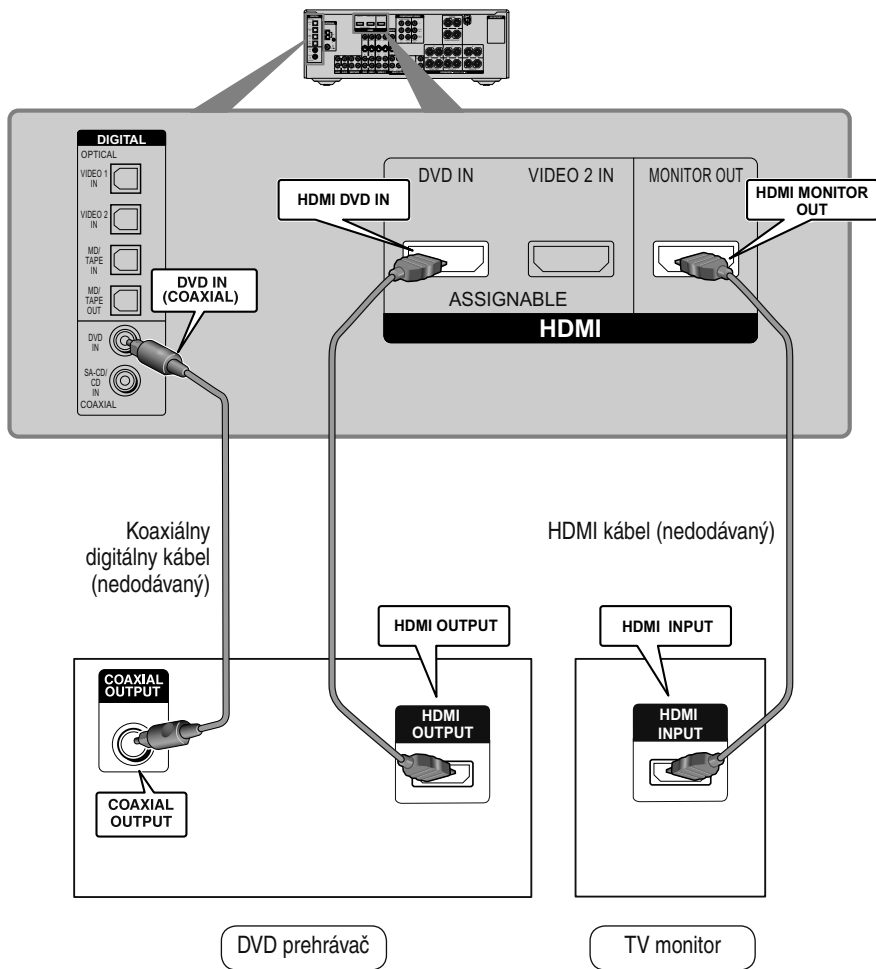 DIGITAL
OPTICAL
VIDEO 1
IN
VIDEO 2
IN
MD/
TAPE
IN
MD/
TAPE
OUT
DVD
IN
SA-CD/
CD
IN
COAXIAL
DVD IN
(COAXIAL)
DVD IN
VIDEO 2 IN
MONITOR OUT
HDMI DVD IN
HDMI MONITOR
OUT
ASSIGNABLE
HDMI
Koaxiálny
digitálny kábel
(nedodávaný)
HDMI kábel (nedodávaný)
HDMI OUTPUT
HDMI INPUT
COAXIAL
OUTPUT
HDMI
OUTPUT
HDMI
INPUT
COAXIAL
OUTPUT
DVD prehrávač
TV monitor